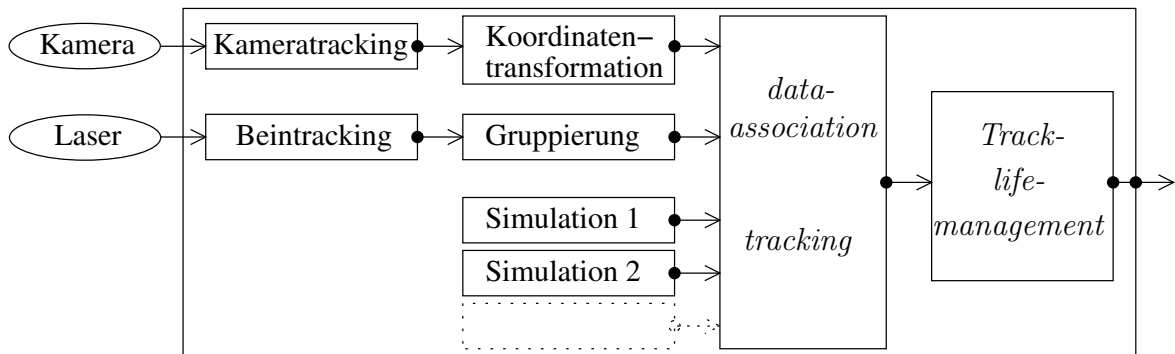 Kamera
Kameratracking
Koordinaten–
transformation
Laser
Beintracking
Gruppierung
Simulation 1
Simulation 2
data-
association
tracking
Track-
life-
management